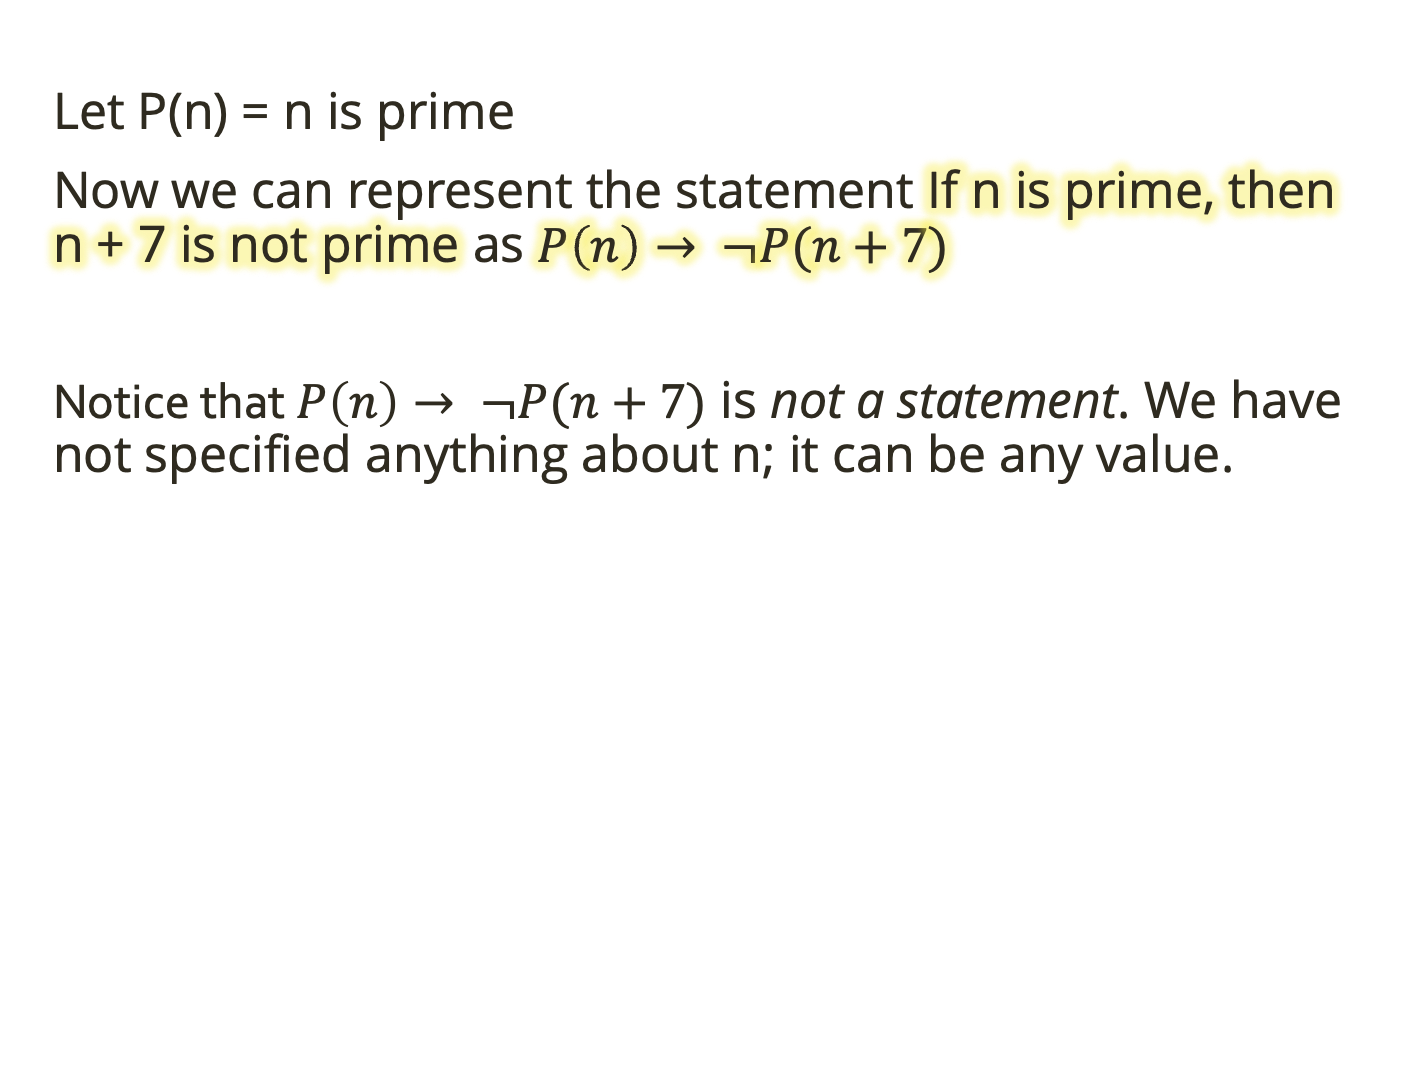 Let P(n) = n is prime
Now we can represent the statement If n is prime, then
n + 7 is not prime as 𝑃(𝑛) → ¬𝑃(𝑛 + 7)
Notice that 𝑃(𝑛) → ¬𝑃(𝑛 + 7) is not a statement. We have
not specified anything about n; it can be any value.